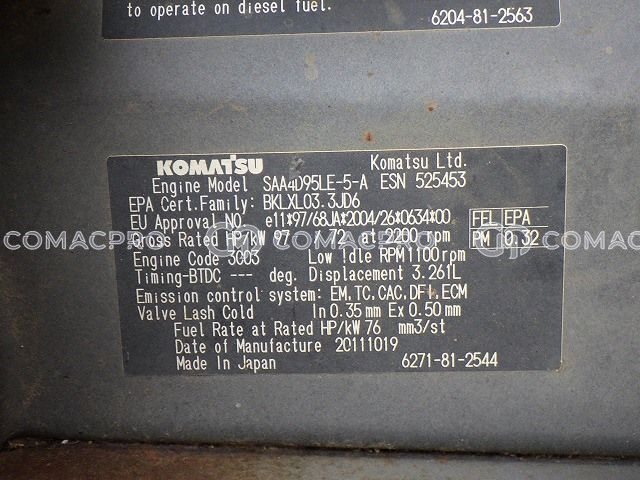 to operate on diesel fuel.
6204-81-2563
KOMATSU Komatsu Ltd.
Engine Model SAA4D95LE-5-A ESN 525453
EPA Cert.Family: BKLXL03.3JD6
EU Approval NO. e11*97/68JA*2004/26*0634*00
FEL EPA
Gross Rated HP/kW 97 / 72 at 2200 rpm
PM 0.32
Engine Code 3C03 Low Idle RPM1100rpm
Timing-BTDC --- deg. Displacement 3.261L
Emission control system: EM,TC,CAC,DFI,ECM
Valve Lash Cold In 0.35 mm Ex 0.50 mm
Fuel Rate at Rated HP/kW 76 mm3/st
Date of Manufacture 20111019
Made In Japan 6271-81-2544
COMACPRO COMACPRO COMACPRO